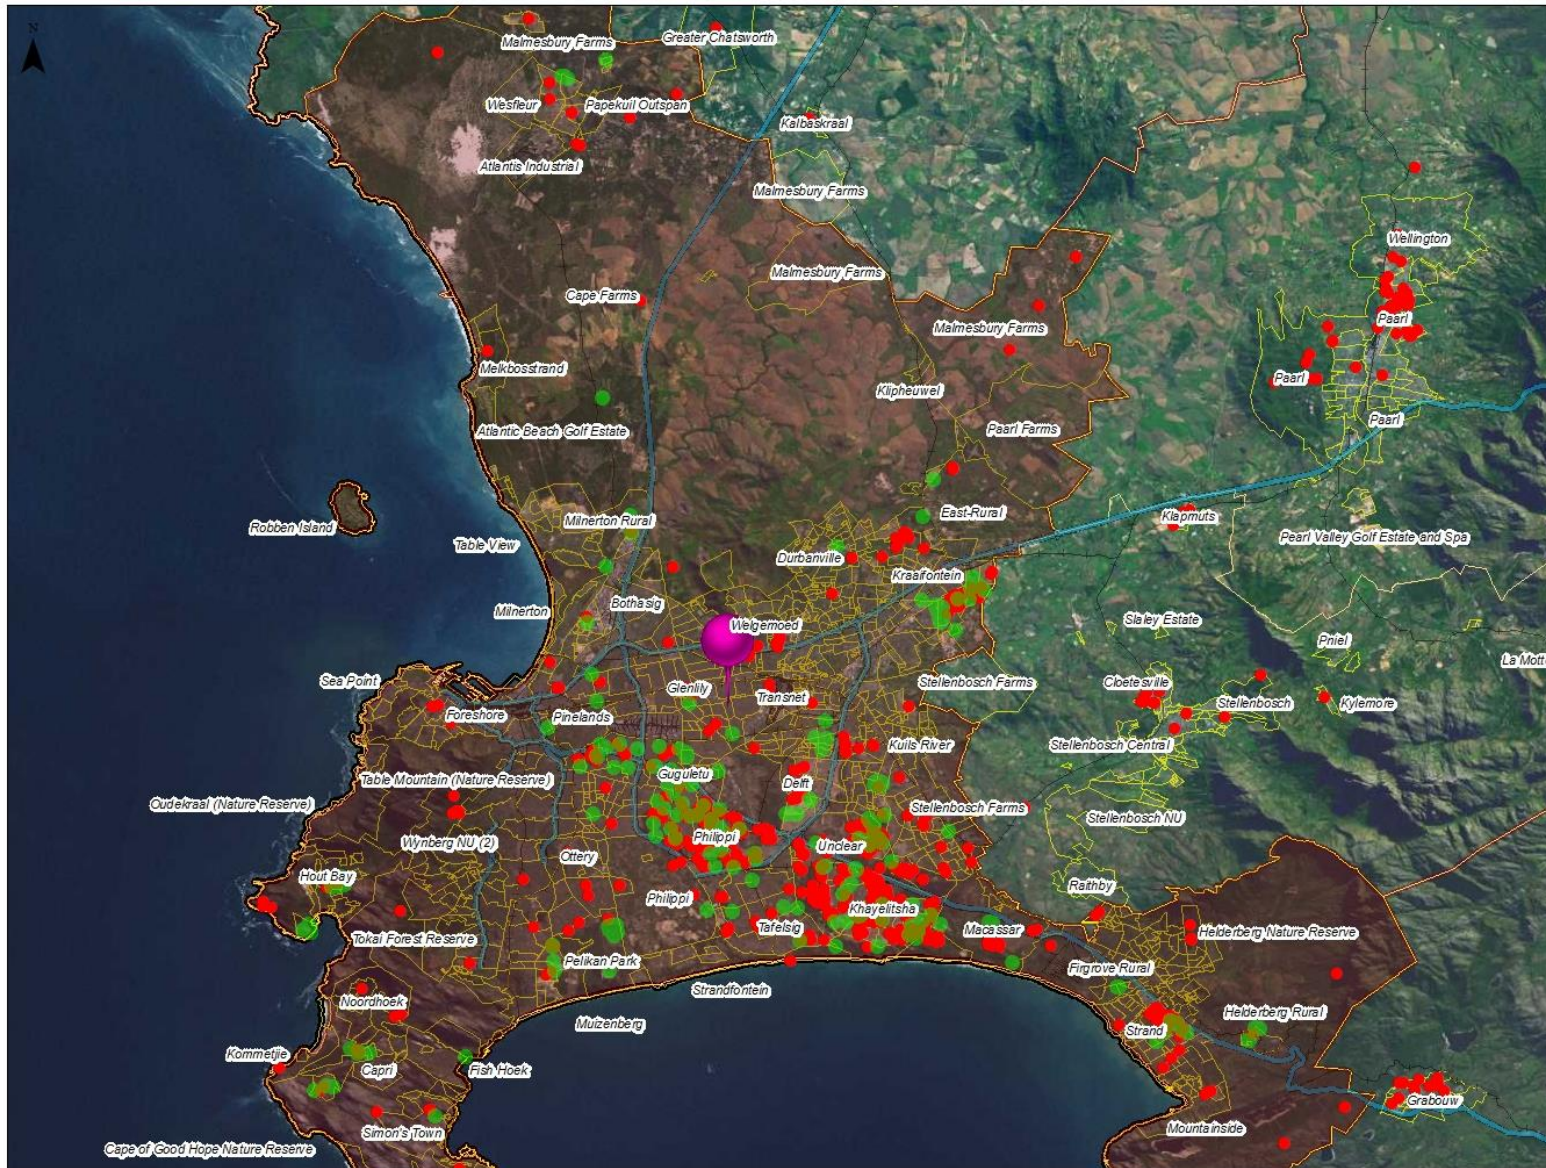 N
Malmesbury Farms
Greater Chatsworth
Wesfleur
Papekuil Outspan
Kalbaskraal
Atlantis Industrial
Malmesbury Farms
Wellington
Malmesbury Farms
Cape Farms
Malmesbury Farms
Paarl
Melkbosstrand
Klipheuwel
Paarl
Atlantic Beach Golf Estate
Paarl Farms
Paarl
Robben Island
Milnerton Rural
East-Rural
Klapmuts
Table View
Durbanville
Pearl Valley Golf Estate and Spa
Kraaifontein
Milnerton
Bothasig
Welgemoed
Slaley Estate
Pniel
La Motte
Sea Point
Glenlily
Transnet
Stellenbosch Farms
Cloetesville
Stellenbosch
Kylemore
Foreshore
Pinelands
Kuils River
Stellenbosch Central
Table Mountain (Nature Reserve)
Guguletu
Delft
Oudekraal (Nature Reserve)
Stellenbosch Farms
Stellenbosch NU
Wynberg NU (2)
Philippi
Unclear
Ottery
Hout Bay
Raithby
Philippi
Khayelitsha
Tokai Forest Reserve
Tafelsig
Macassar
Helderberg Nature Reserve
Pelikan Park
Firgrove Rural
Strandfontein
Noordhoek
Muizenberg
Strand
Helderberg Rural
Kommetjie
Capri
Fish Hoek
Grabouw
Simon's Town
Mountainside
Cape of Good Hope Nature Reserve